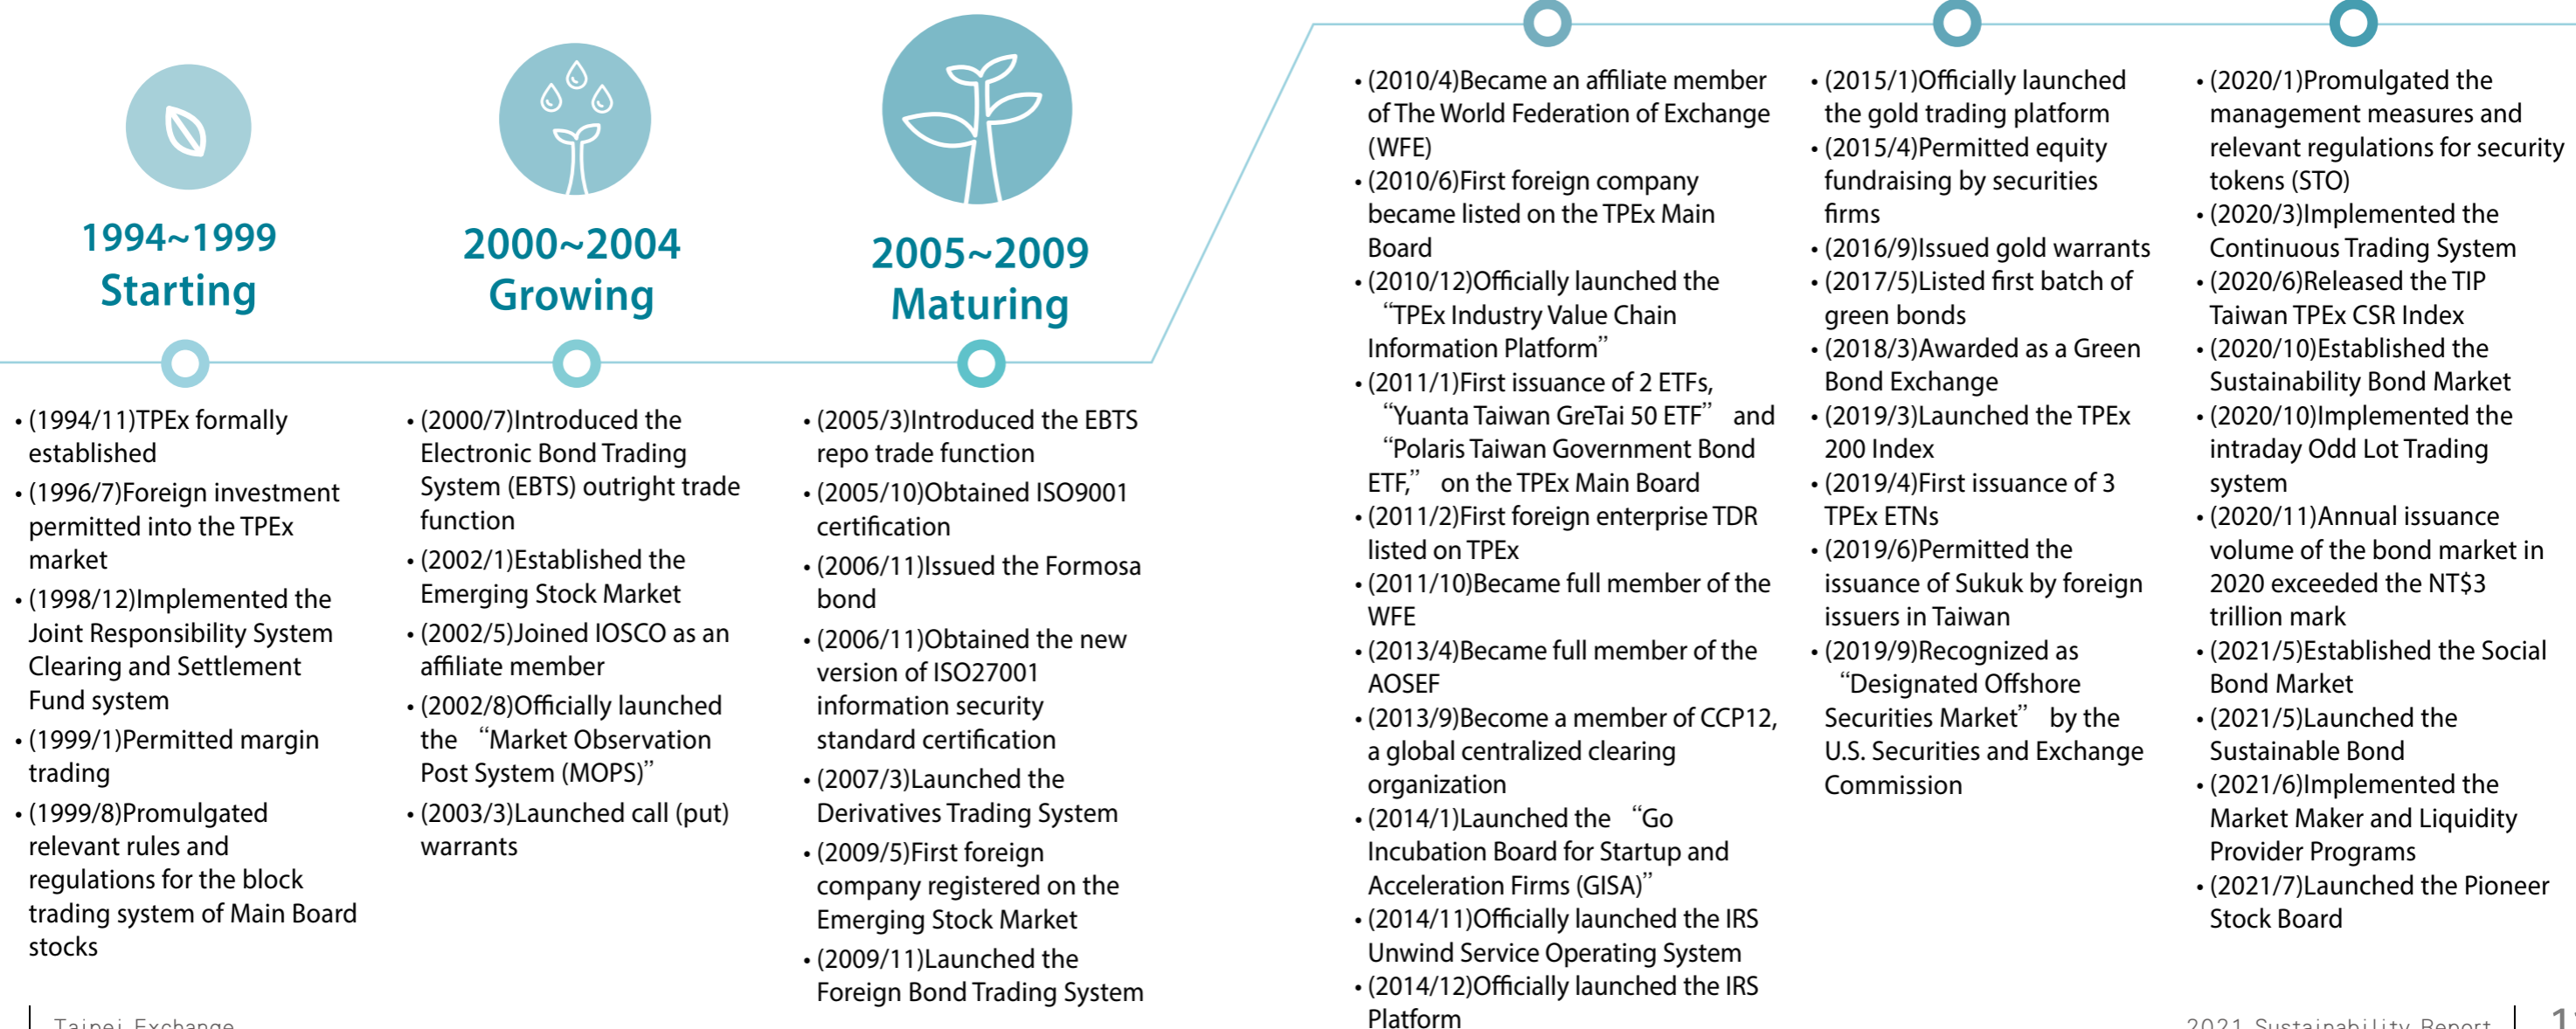 1994~1999
Starting
• (1994/11)TPEx formally
established
• (1996/7)Foreign investment
permitted into the TPEx
market
• (1998/12)Implemented the
Joint Responsibility System
Clearing and Settlement
Fund system
• (1999/1)Permitted margin
trading
• (1999/8)Promulgated
relevant rules and
regulations for the block
trading system of Main Board
stocks
2000~2004
Growing
• (2000/7)Introduced the
Electronic Bond Trading
System (EBTS) outright trade
function
• (2002/1)Established the
Emerging Stock Market
• (2002/5)Joined IOSCO as an
affiliate member
• (2002/8)Officially launched
the “Market Observation
Post System (MOPS)”
• (2003/3)Launched call (put)
warrants
2005~2009
Maturing
• (2005/3)Introduced the EBTS
repo trade function
• (2005/10)Obtained ISO9001
certification
• (2006/11)Issued the Formosa
bond
• (2006/11)Obtained the new
version of ISO27001
information security
standard certification
• (2007/3)Launched the
Derivatives Trading System
• (2009/5)First foreign
company registered on the
Emerging Stock Market
• (2009/11)Launched the
Foreign Bond Trading System
• (2010/4)Became an affiliate member
of The World Federation of Exchange
(WFE)
• (2010/6)First foreign company
became listed on the TPEx Main
Board
• (2010/12)Officially launched the
“TPEx Industry Value Chain
Information Platform”
• (2011/1)First issuance of 2 ETFs,
“Yuanta Taiwan GreTai 50 ETF” and
“Polaris Taiwan Government Bond
ETF,” on the TPEx Main Board
• (2011/2)First foreign enterprise TDR
listed on TPEx
• (2011/10)Became full member of the
WFE
• (2013/4)Became full member of the
AOSEF
• (2013/9)Become a member of CCP12,
a global centralized clearing
organization
• (2014/1)Launched the “Go
Incubation Board for Startup and
Acceleration Firms (GISA)”
• (2014/11)Officially launched the IRS
Unwind Service Operating System
• (2014/12)Officially launched the IRS
Platform
• (2015/1)Officially launched
the gold trading platform
• (2015/4)Permitted equity
fundraising by securities
firms
• (2016/9)Issued gold warrants
• (2017/5)Listed first batch of
green bonds
• (2018/3)Awarded as a Green
Bond Exchange
• (2019/3)Launched the TPEx
200 Index
• (2019/4)First issuance of 3
TPEx ETNs
• (2019/6)Permitted the
issuance of Sukuk by foreign
issuers in Taiwan
• (2019/9)Recognized as
“Designated Offshore
Securities Market” by the
U.S. Securities and Exchange
Commission
• (2020/1)Promulgated the
management measures and
relevant regulations for security
tokens (STO)
• (2020/3)Implemented the
Continuous Trading System
• (2020/6)Released the TIP
Taiwan TPEx CSR Index
• (2020/10)Established the
Sustainability Bond Market
• (2020/10)Implemented the
intraday Odd Lot Trading
system
• (2020/11)Annual issuance
volume of the bond market in
2020 exceeded the NT$3
trillion mark
• (2021/5)Established the Social
Bond Market
• (2021/5)Launched the
Sustainable Bond
• (2021/6)Implemented the
Market Maker and Liquidity
Provider Programs
• (2021/7)Launched the Pioneer
Stock Board
Taipei Exchange
2021 Sustainability Report